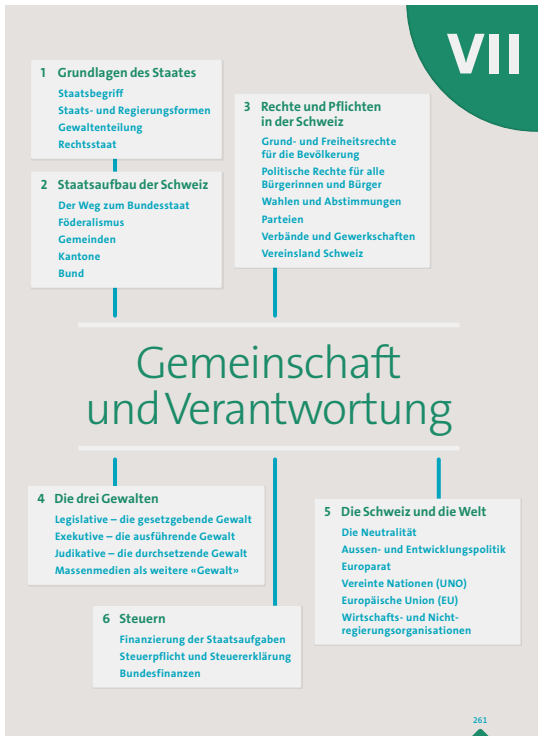 VII
1 Grundlagen des Staates
Staatsbegriff
Staats- und Regierungsformen
Gewaltenteilung
Rechtsstaat
2 Staatsaufbau der Schweiz
Der Weg zum Bundesstaat
Föderalismus
Gemeinden
Kantone
Bund
3 Rechte und Pflichten
in der Schweiz
Grund- und Freiheitsrechte
für die Bevölkerung
Politische Rechte für alle
Bürgerinnen und Bürger
Wahlen und Abstimmungen
Parteien
Verbände und Gewerkschaften
Vereinsland Schweiz
Gemeinschaft
und Verantwortung
4 Die drei Gewalten
Legislative – die gesetzgebende Gewalt
Exekutive – die ausführende Gewalt
Judikative – die durchsetzende Gewalt
Massenmedien als weitere «Gewalt»
5 Die Schweiz und die Welt
Die Neutralität
Aussen- und Entwicklungspolitik
Europarat
Vereinte Nationen (UNO)
Europäische Union (EU)
Wirtschafts- und Nicht-
regierungsorganisationen
6 Steuern
Finanzierung der Staatsaufgaben
Steuerpflicht und Steuererklärung
Bundesfinanzen
261